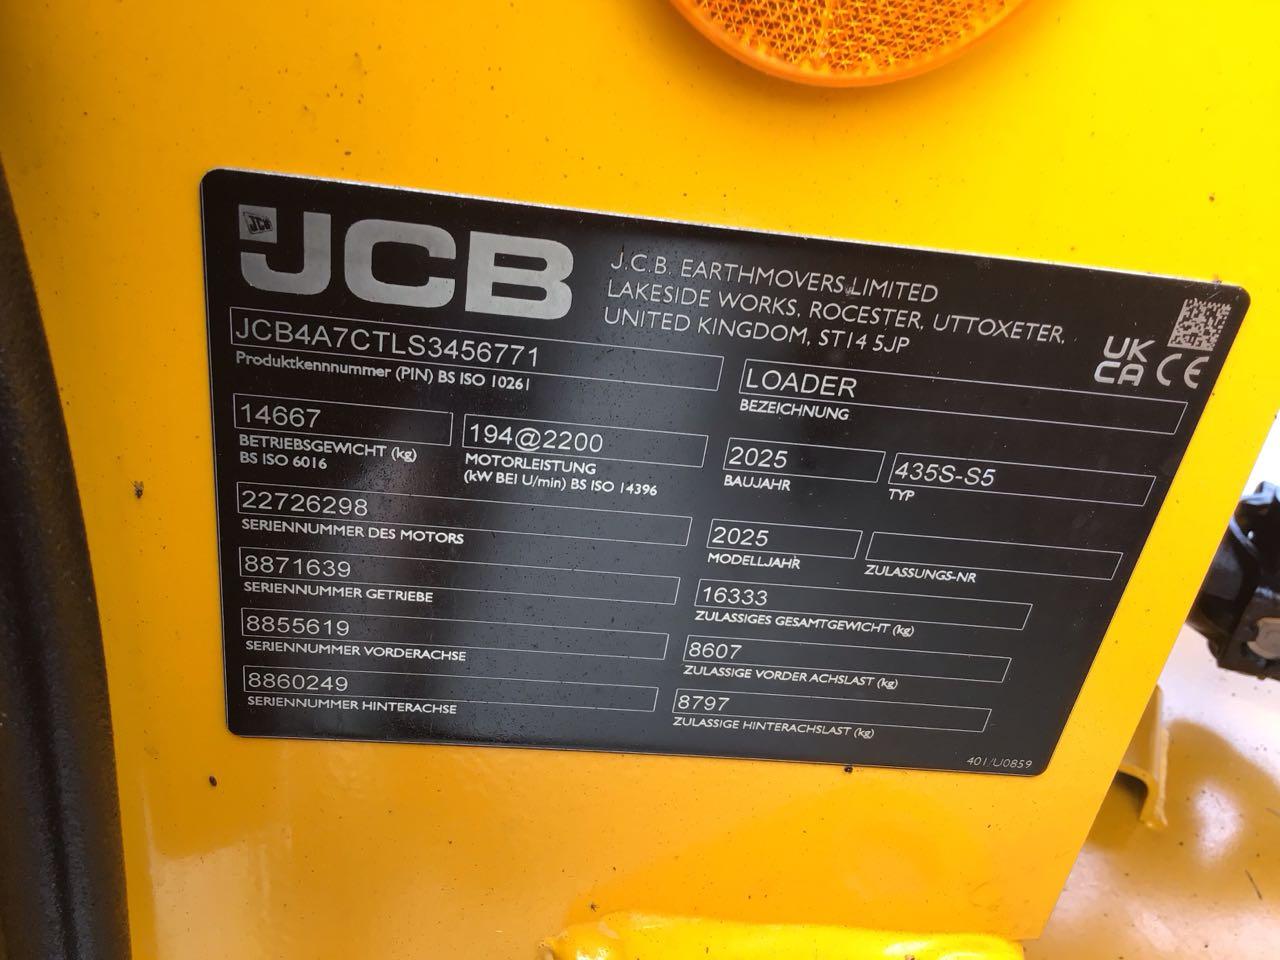 JCB
J.C.B. EARTHMOVERS LIMITED
LAKESIDE WORKS, ROCESTER, UTTOXETER,
UNITED KINGDOM, ST14 5JP
UK
CA CE
JCB4A7CTLS3456771
Produktkennnummer (PIN) BS ISO 10261
LOADER
BEZEICHNUNG
14667
BETRIEBSGEWICHT (kg)
BS ISO 6016
194@2200
MOTORLEISTUNG
(kW BEI U/min) BS ISO 14396
2025
BAUJAHR
435S-S5
TYP
22726298
SERIENNUMMER DES MOTORS
2025
MODELLJAHR
ZULASSUNGS-NR
8871639
SERIENNUMMER GETRIEBE
16333
ZULASSIGES GESAMTGEWICHT (kg)
8855619
SERIENNUMMER VORDERACHSE
8607
ZULASSIGE VORDER ACHSLAST (kg)
8860249
SERIENNUMMER HINTERACHSE
8797
ZULASSIGE HINTERACHSLAST (kg)
401/U0859